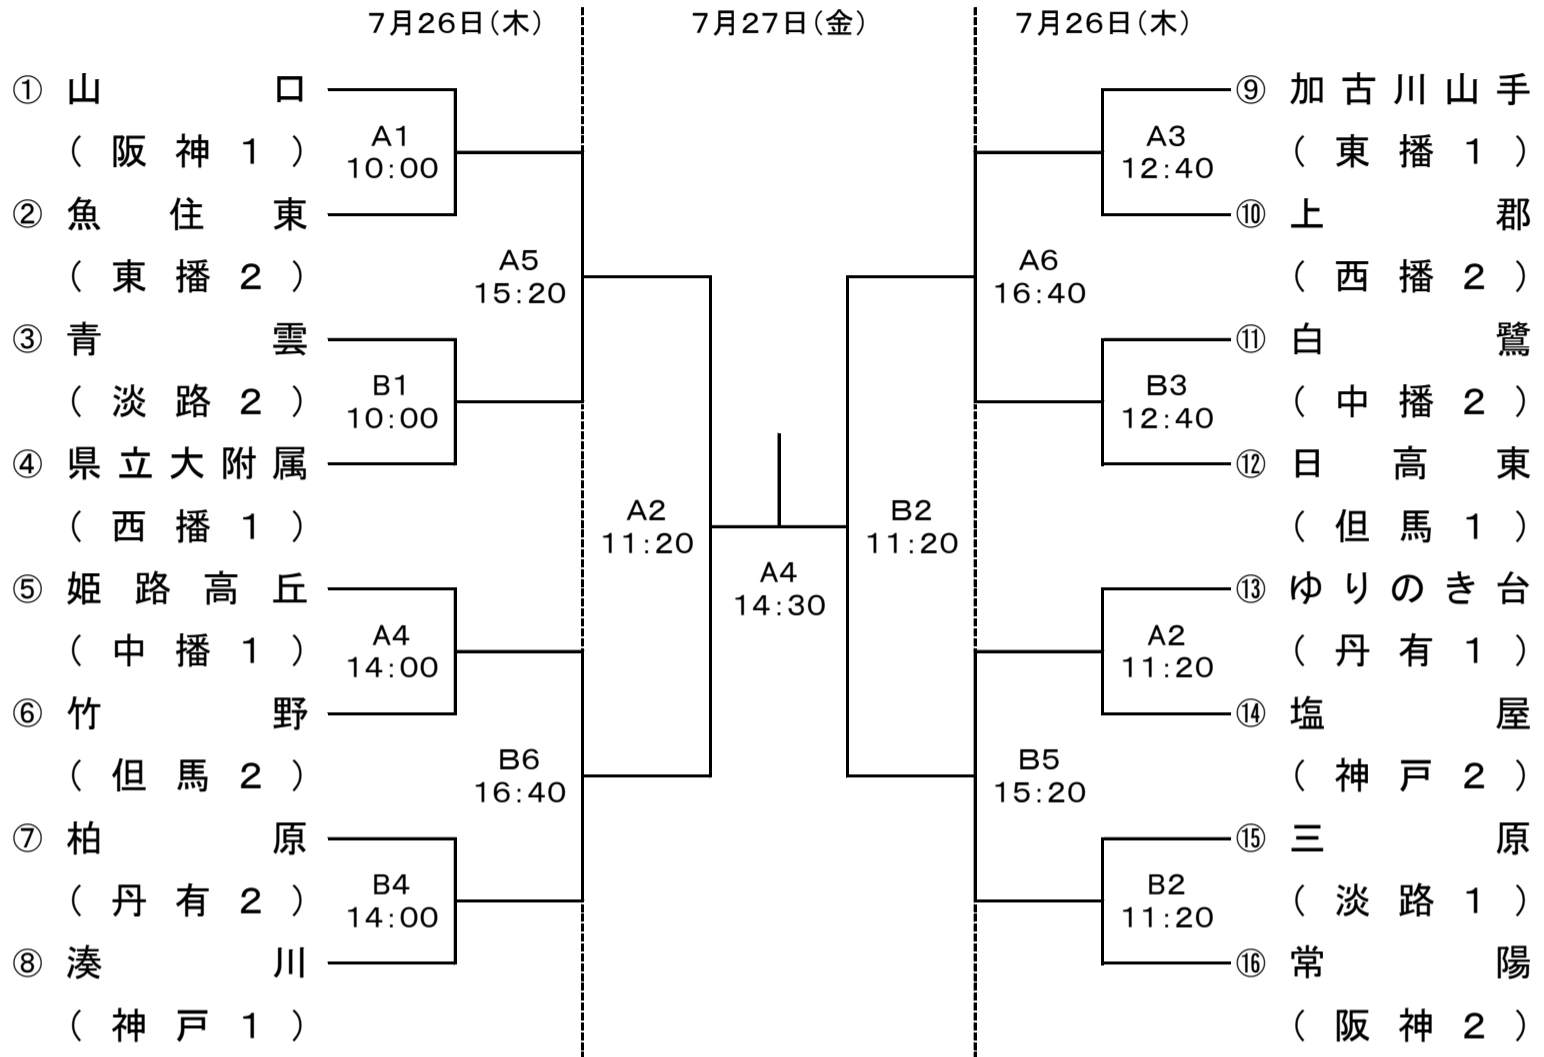 7月26日(木)
7月27日(金)
7月26日(木)
① 山口
(阪神1)
② 魚住東
(東播2)
③ 青雲
(淡路2)
④ 県立大附属
(西播1)
⑤ 姫路高丘
(中播1)
⑥ 竹野
(但馬2)
⑦ 柏原
(丹有2)
⑧ 湊川
(神戸1)
A1
10:00
B1
10:00
A4
14:00
B4
14:00
A5
15:20
B6
16:40
A2
11:20
A4
14:30
B2
11:20
A6
16:40
B5
15:20
A3
12:40
B3
12:40
A2
11:20
B2
11:20
⑨ 加古川山手
(東播1)
⑩ 上郡
(西播2)
⑪ 白鷺
(中播2)
⑫ 日高東
(但馬1)
⑬ ゆりのき台
(丹有1)
⑭ 塩屋
(神戸2)
⑮ 三原
(淡路1)
⑯ 常陽
(阪神2)